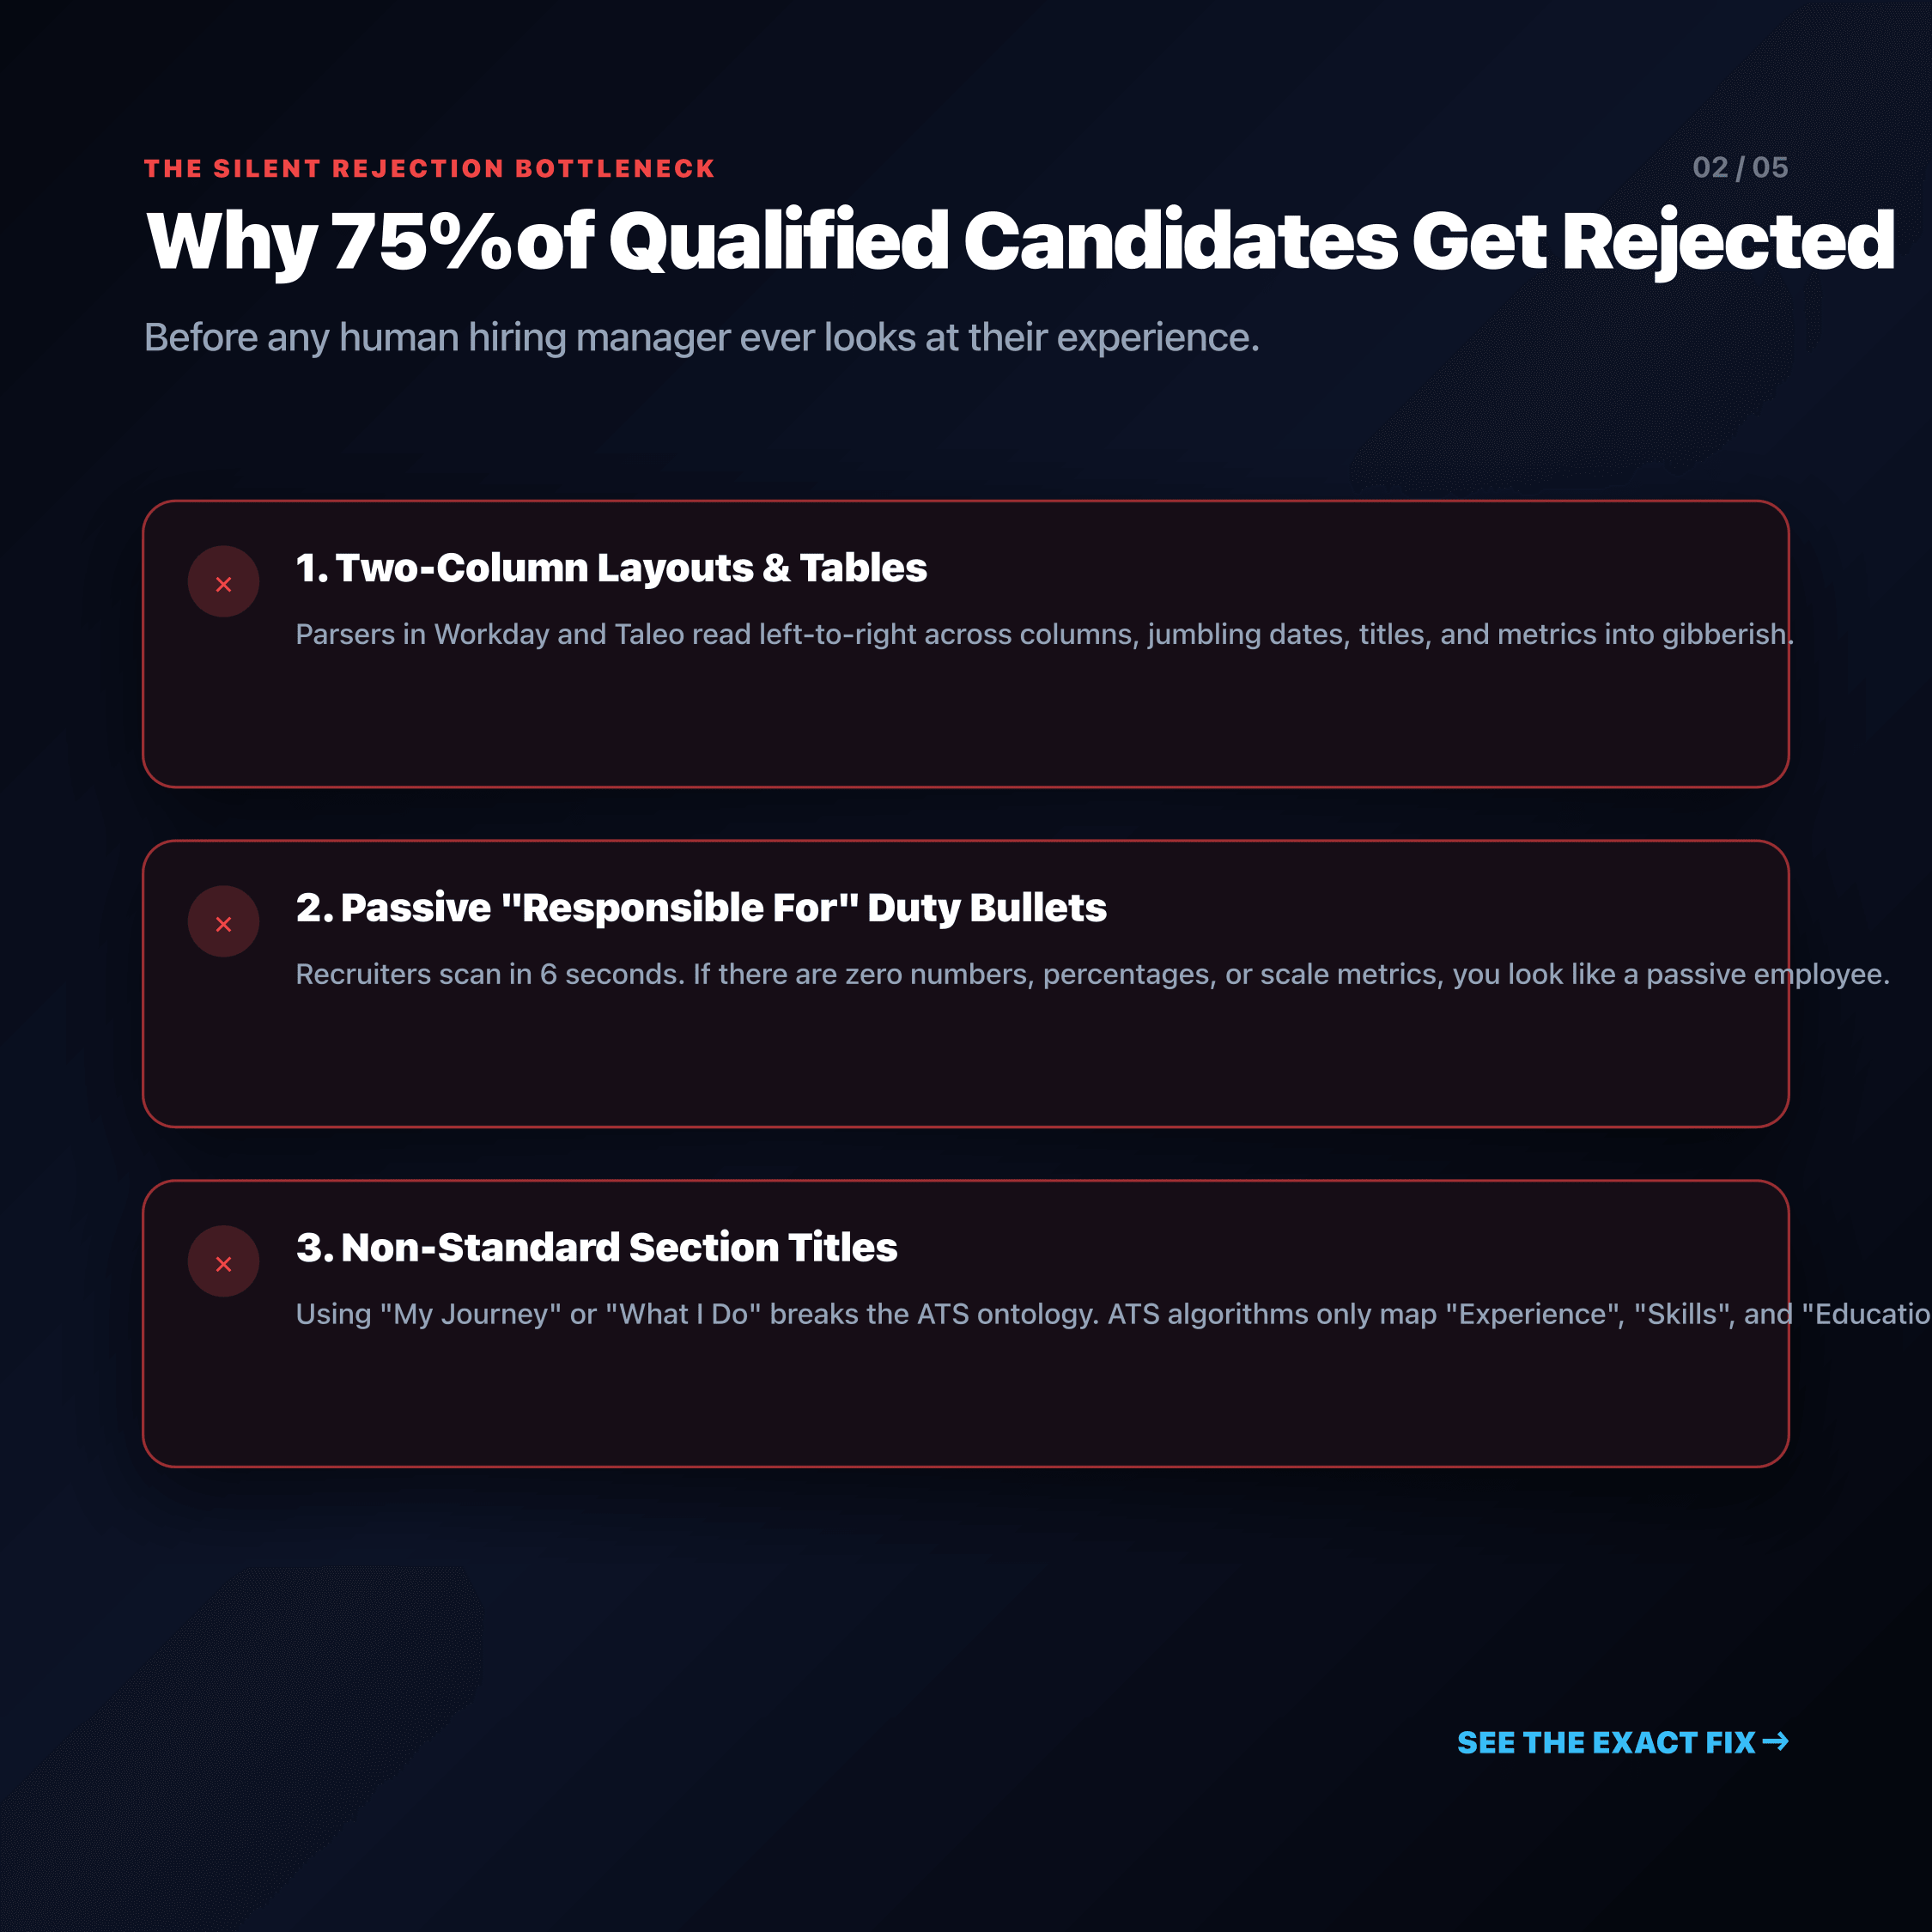 THE SILENT REJECTION BOTTLENECK
02 / 05
Why 75% of Qualified Candidates Get Rejected
Before any human hiring manager ever looks at their experience.
×
1. Two-Column Layouts & Tables
Parsers in Workday and Taleo read left-to-right across columns, jumbling dates, titles, and metrics into gibberish.
×
2. Passive "Responsible For" Duty Bullets
Recruiters scan in 6 seconds. If there are zero numbers, percentages, or scale metrics, you look like a passive employee.
×
3. Non-Standard Section Titles
Using "My Journey" or "What I Do" breaks the ATS ontology. ATS algorithms only map "Experience", "Skills", and "Educatio
SEE THE EXACT FIX →